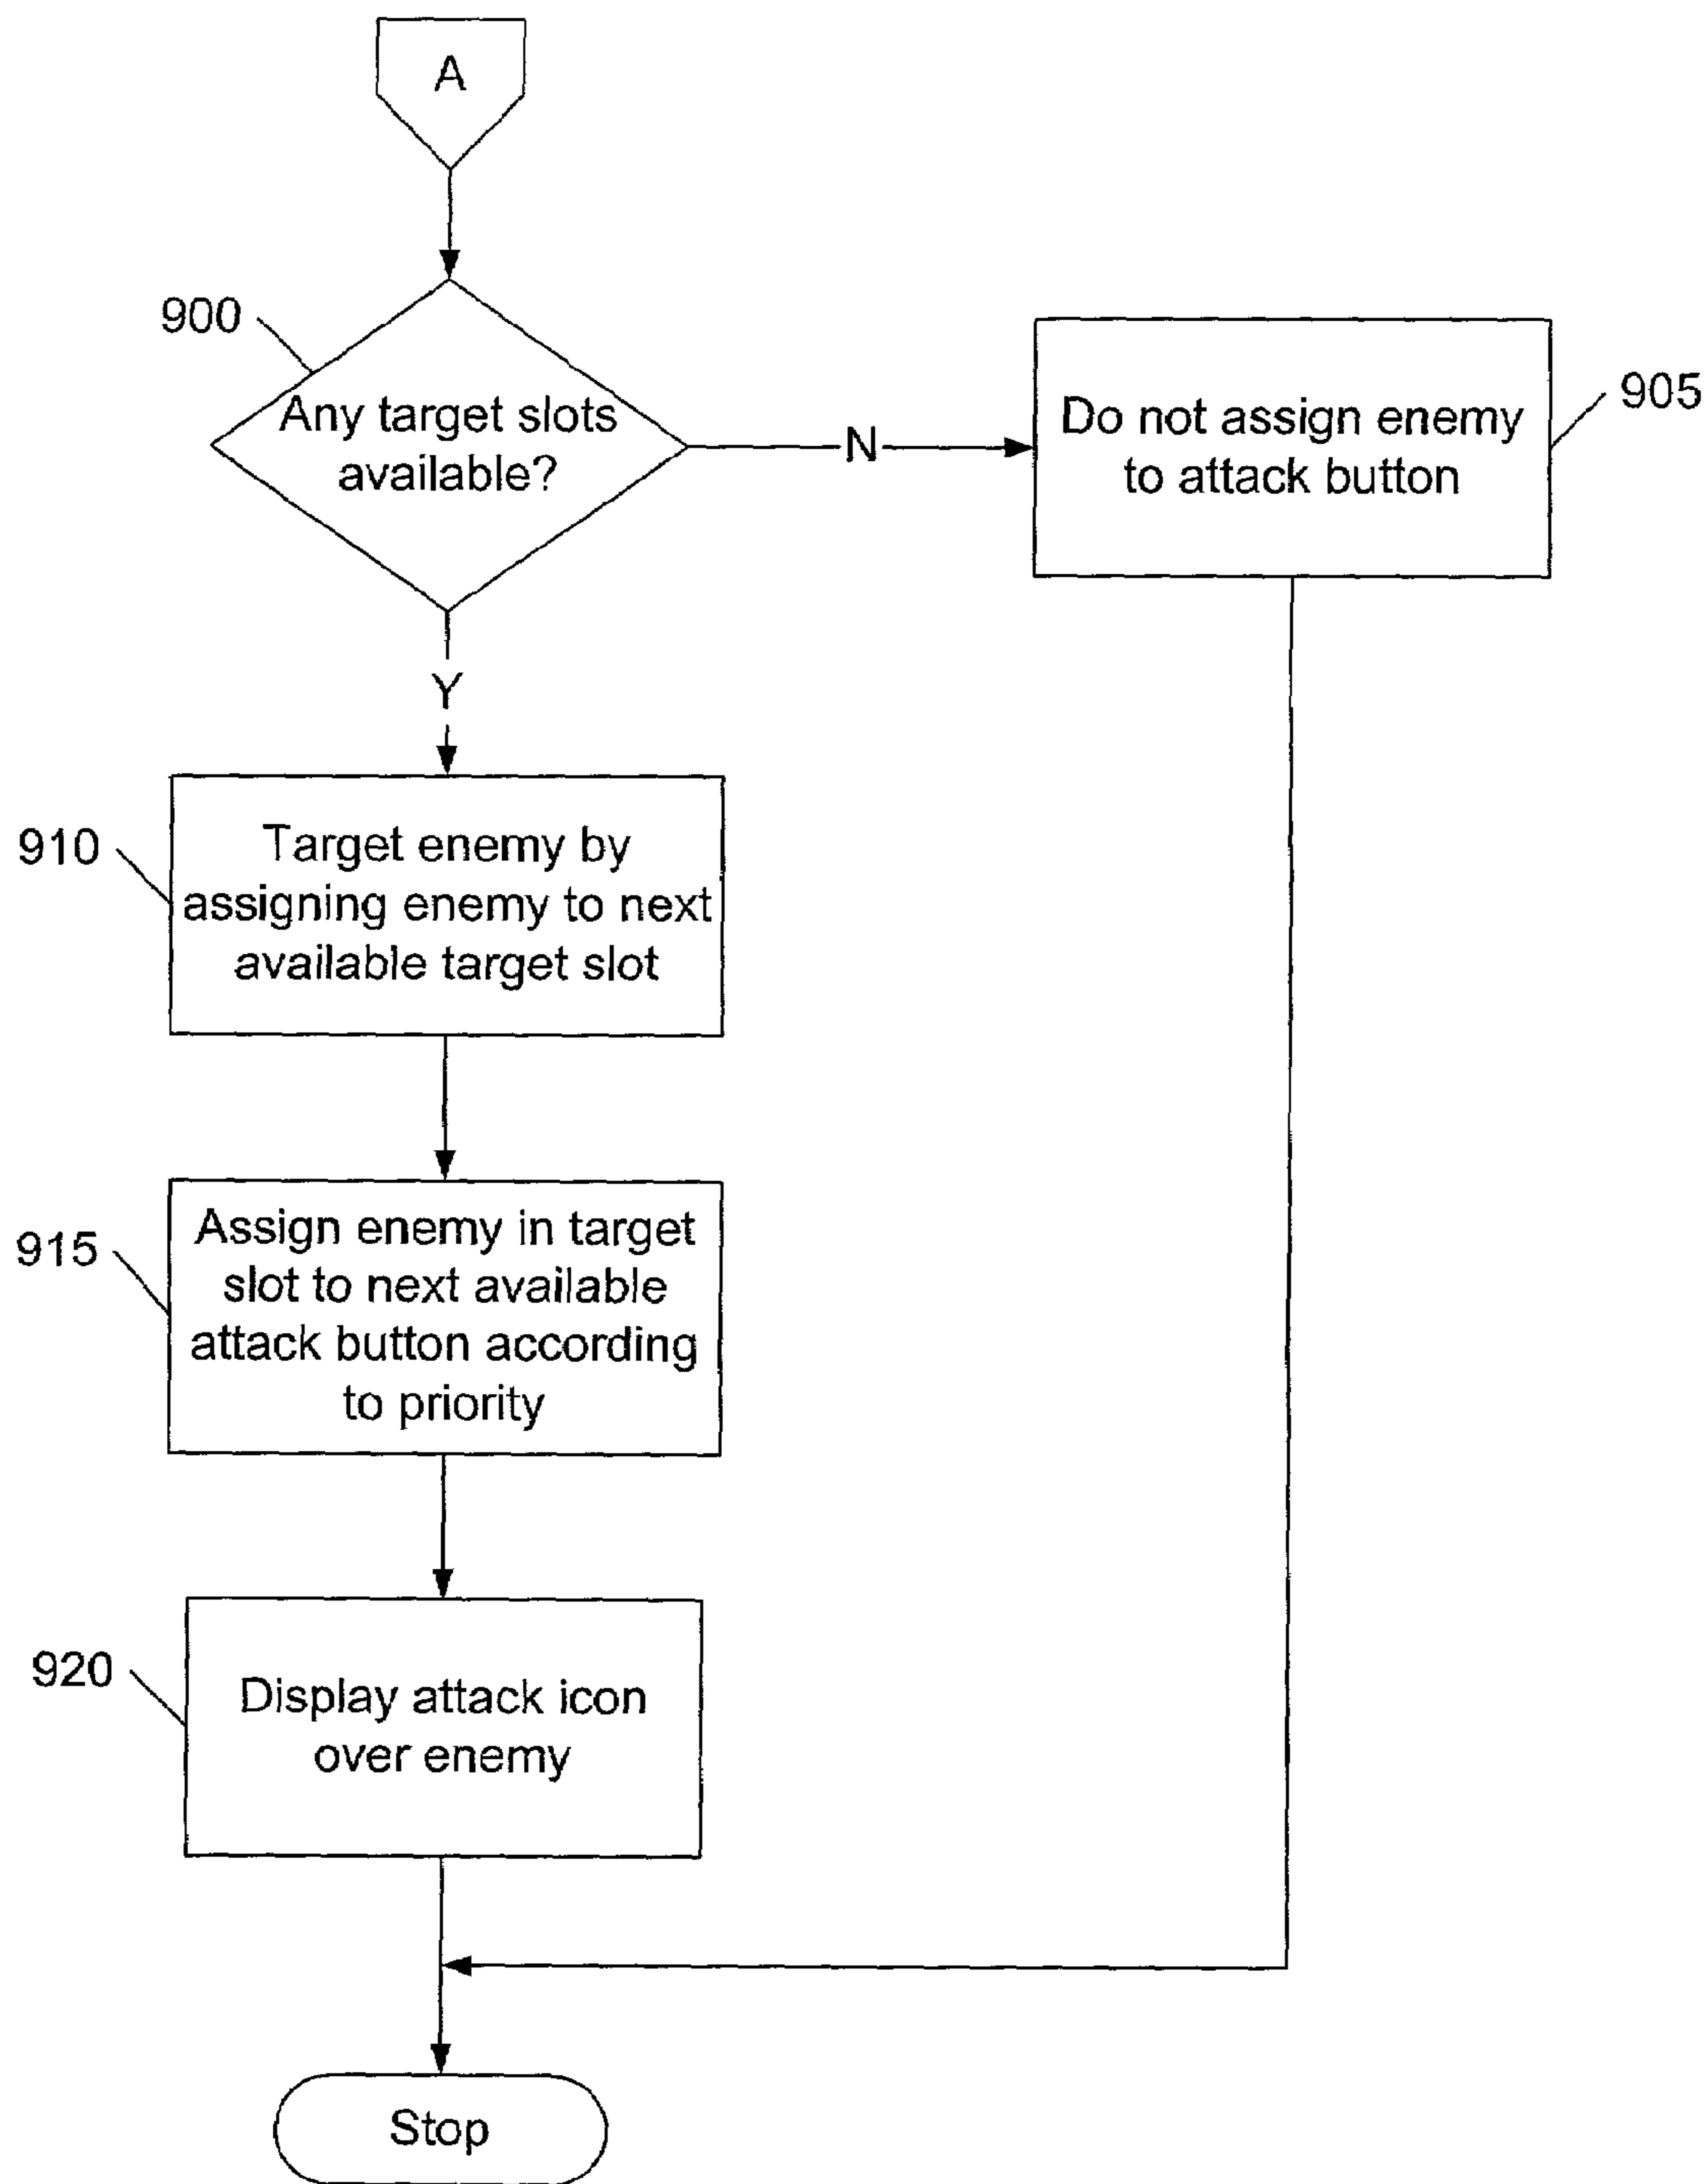 A
900
Any target slots
available?
N
Do not assign enemy
to attack button
905
Y
910
Target enemy by
assigning enemy to next
available target slot
915
Assign enemy in target
slot to next available
attack button according
to priority
920
Display attack icon
over enemy
Stop